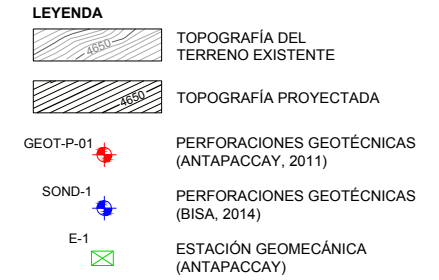 LEYENDA
4650
TOPOGRAFÍA DEL
TERRENO EXISTENTE
4650
TOPOGRAFÍA PROYECTADA
GEOT-P-01
PERFORACIONES GEOTÉCNICAS
(ANTAPACCAY, 2011)
SOND-1
PERFORACIONES GEOTÉCNICAS
(BISA, 2014)
E-1
ESTACIÓN GEOMECÁNICA
(ANTAPACCAY)